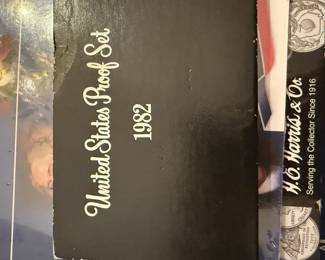 United States Proof Set
1982
H.E. Harris & Co.
Serving the Collector Since 1916